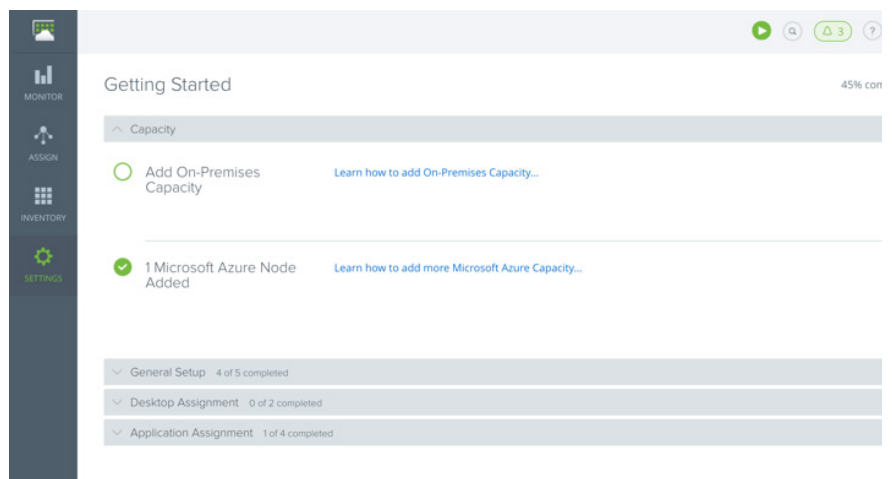 3
?
MONITOR
Getting Started
45%
Capacity
ASSIGN
Add On-Premises
Capacity
Learn how to add On-Premises Capacity...
INVENTORY
SETTINGS
1 Microsoft Azure Node
Added
Learn how to add more Microsoft Azure Capacity...
General Setup 4 of 5 completed
Desktop Assignment 0 of 2 completed
Application Assignment 1 of 4 completed